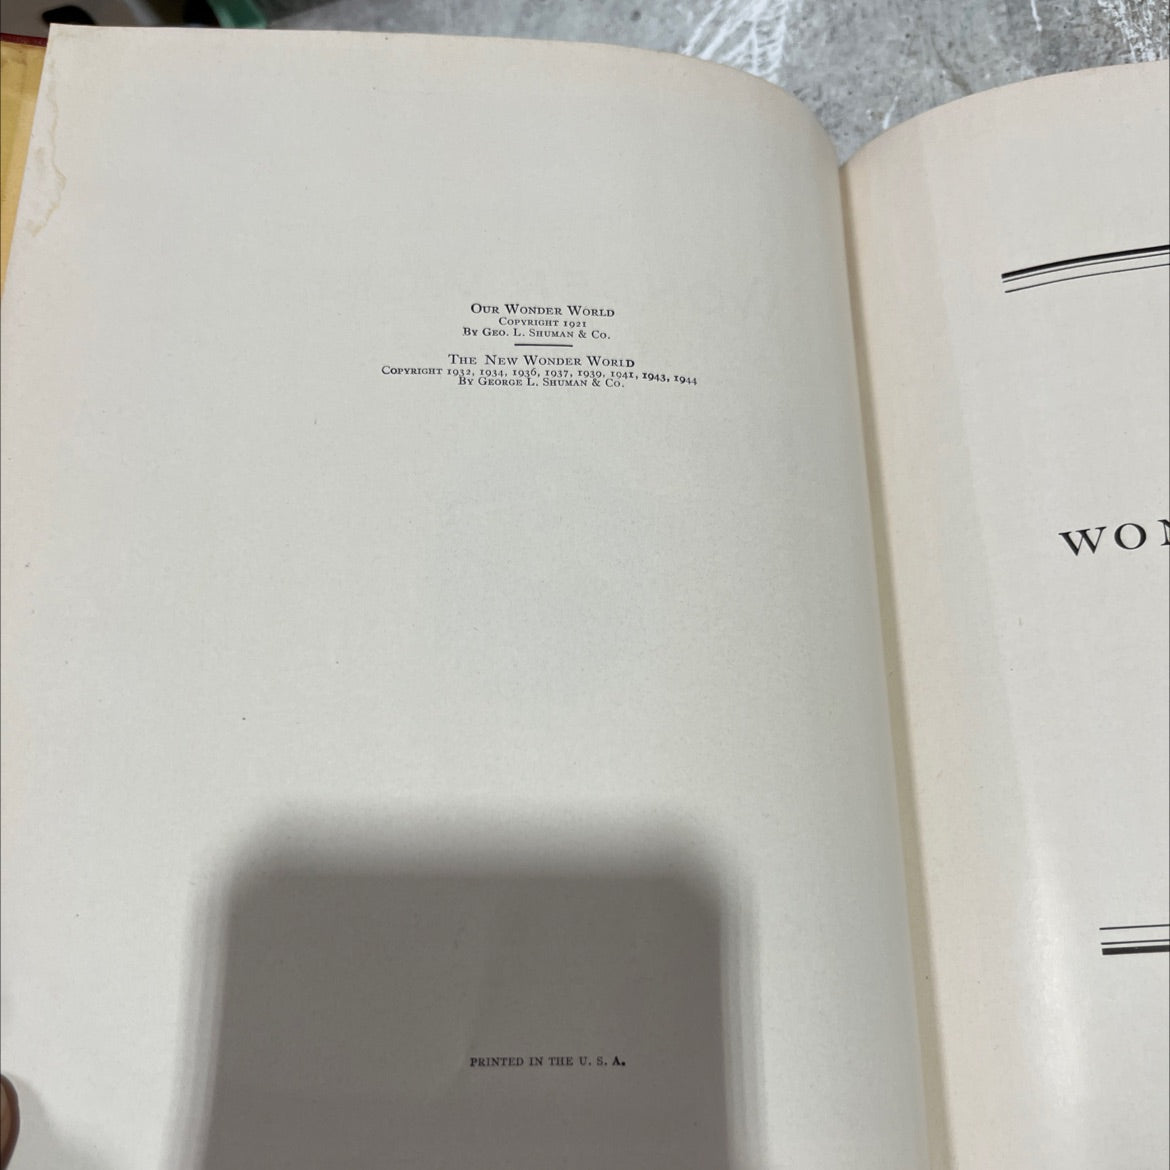 Our Wonder World
Copyright 1921
By Geo. L. Shuman & Co.
The New Wonder World
Copyright 1932, 1934, 1936, 1937, 1939, 1941, 1943, 1944
By George L. Shuman & Co.
PRINTED IN THE U. S. A.
WON